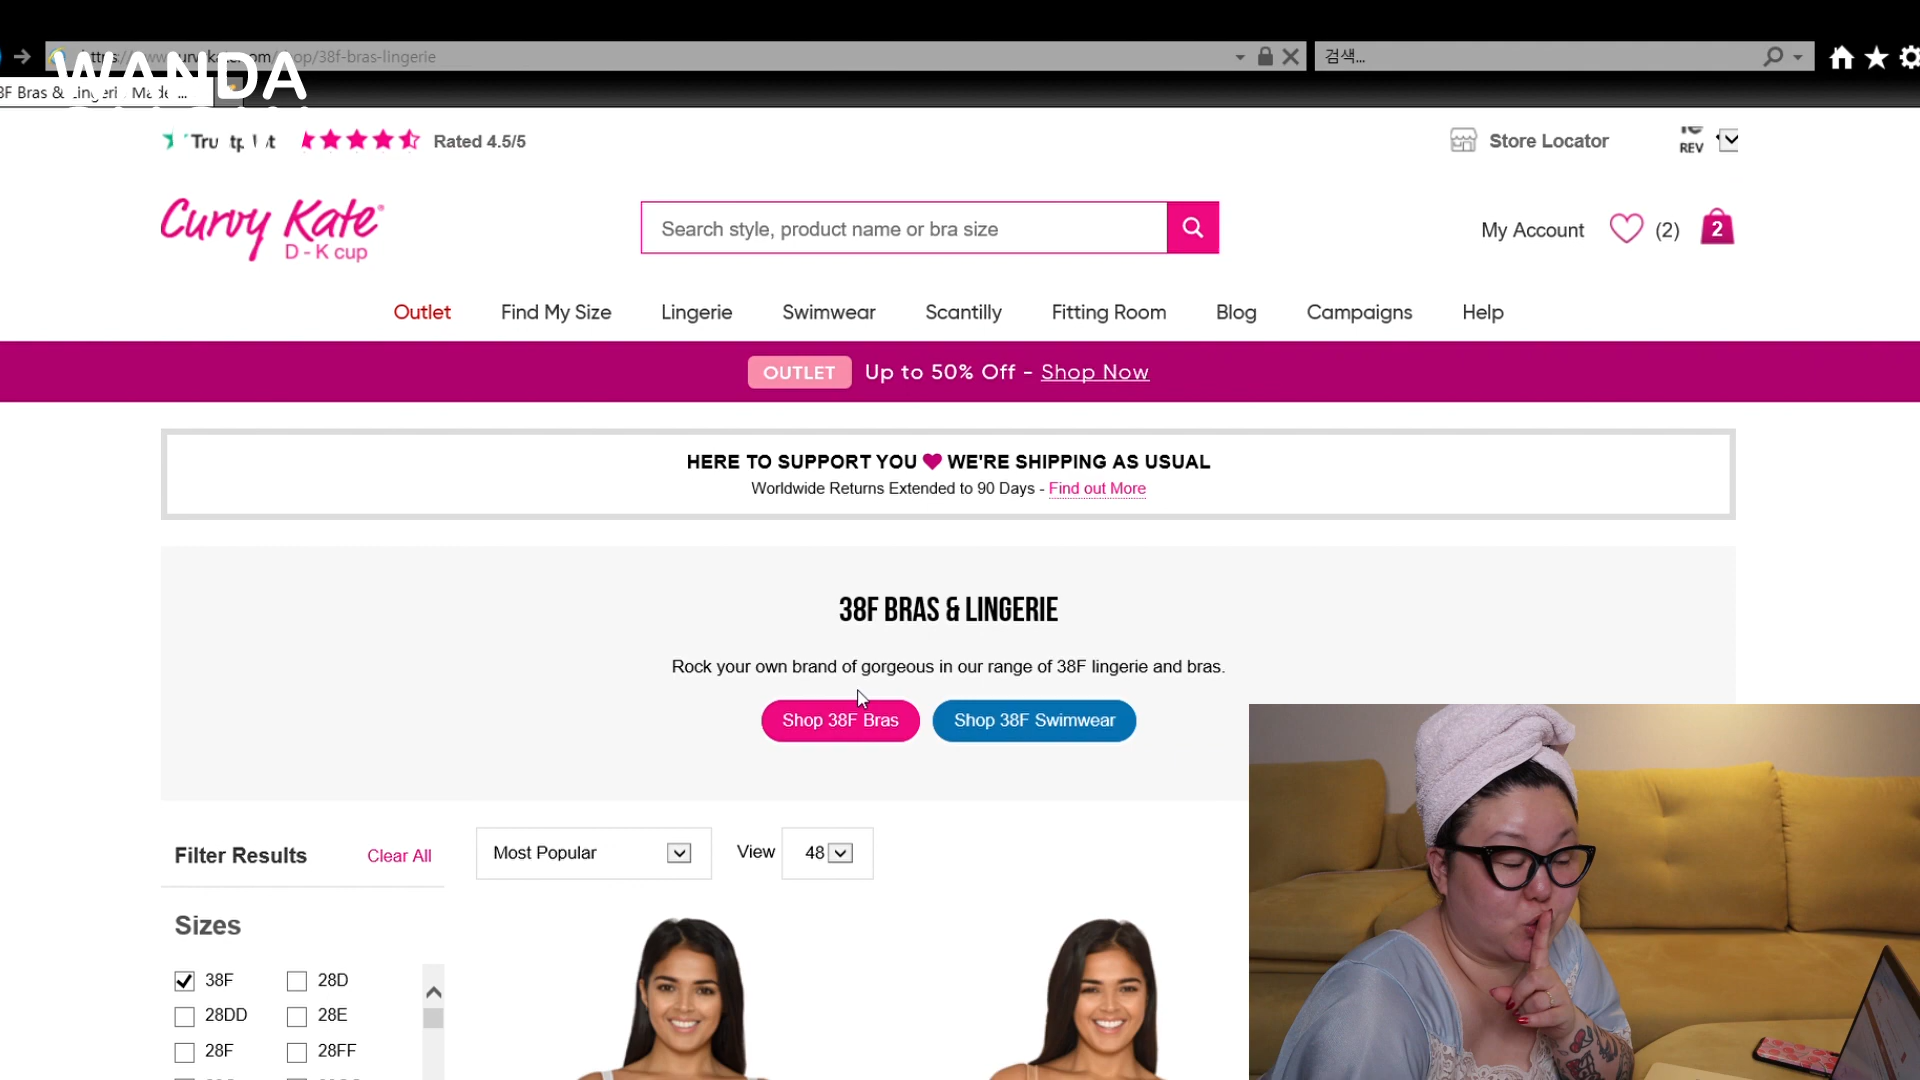 WANDA
/38f-bras-lingerie
검색...
Rated 4.5/5
Store Locator
REV
Curvy Kate
D - K cup
Search style, product name or bra size
My Account
(2)
2
Outlet
Find My Size
Lingerie
Swimwear
Scantilly
Fitting Room
Blog
Campaigns
Help
OUTLET Up to 50% Off - Shop Now
HERE TO SUPPORT YOU WE'RE SHIPPING AS USUAL
Worldwide Returns Extended to 90 Days - Find out More
38F BRAS & LINGERIE
Rock your own brand of gorgeous in our range of 38F lingerie and bras.
Shop 38F Bras
Shop 38F Swimwear
Filter Results
Clear All
Most Popular
View
48
Sizes
38F
28D
28DD
28E
28F
28FF